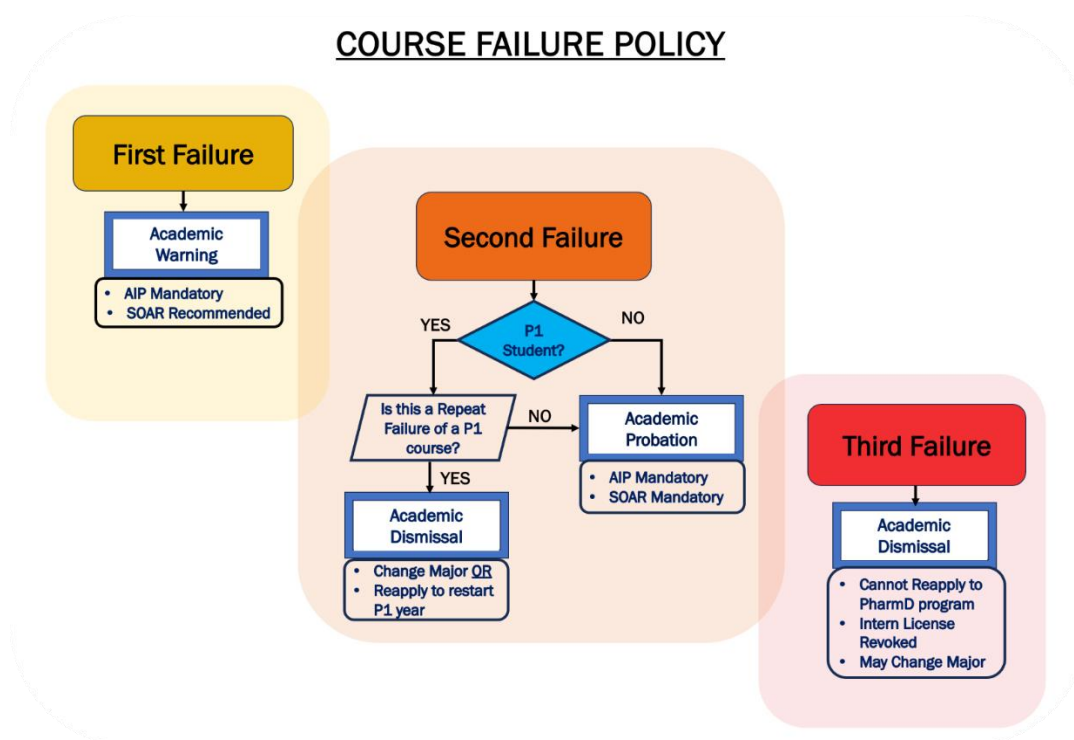 COURSE FAILURE POLICY
First Failure
Academic
Warning
• AIP Mandatory
• SOAR Recommended
Second Failure
P1
Student?
YES
NO
Is this a Repeat
Failure of a P1
course?
NO
YES
Academic
Probation
• AIP Mandatory
• SOAR Mandatory
Academic
Dismissal
• Change Major OR
• Reapply to restart
P1 year
Third Failure
Academic
Dismissal
• Cannot Reapply to
PharmD program
• Intern License
Revoked
• May Change Major